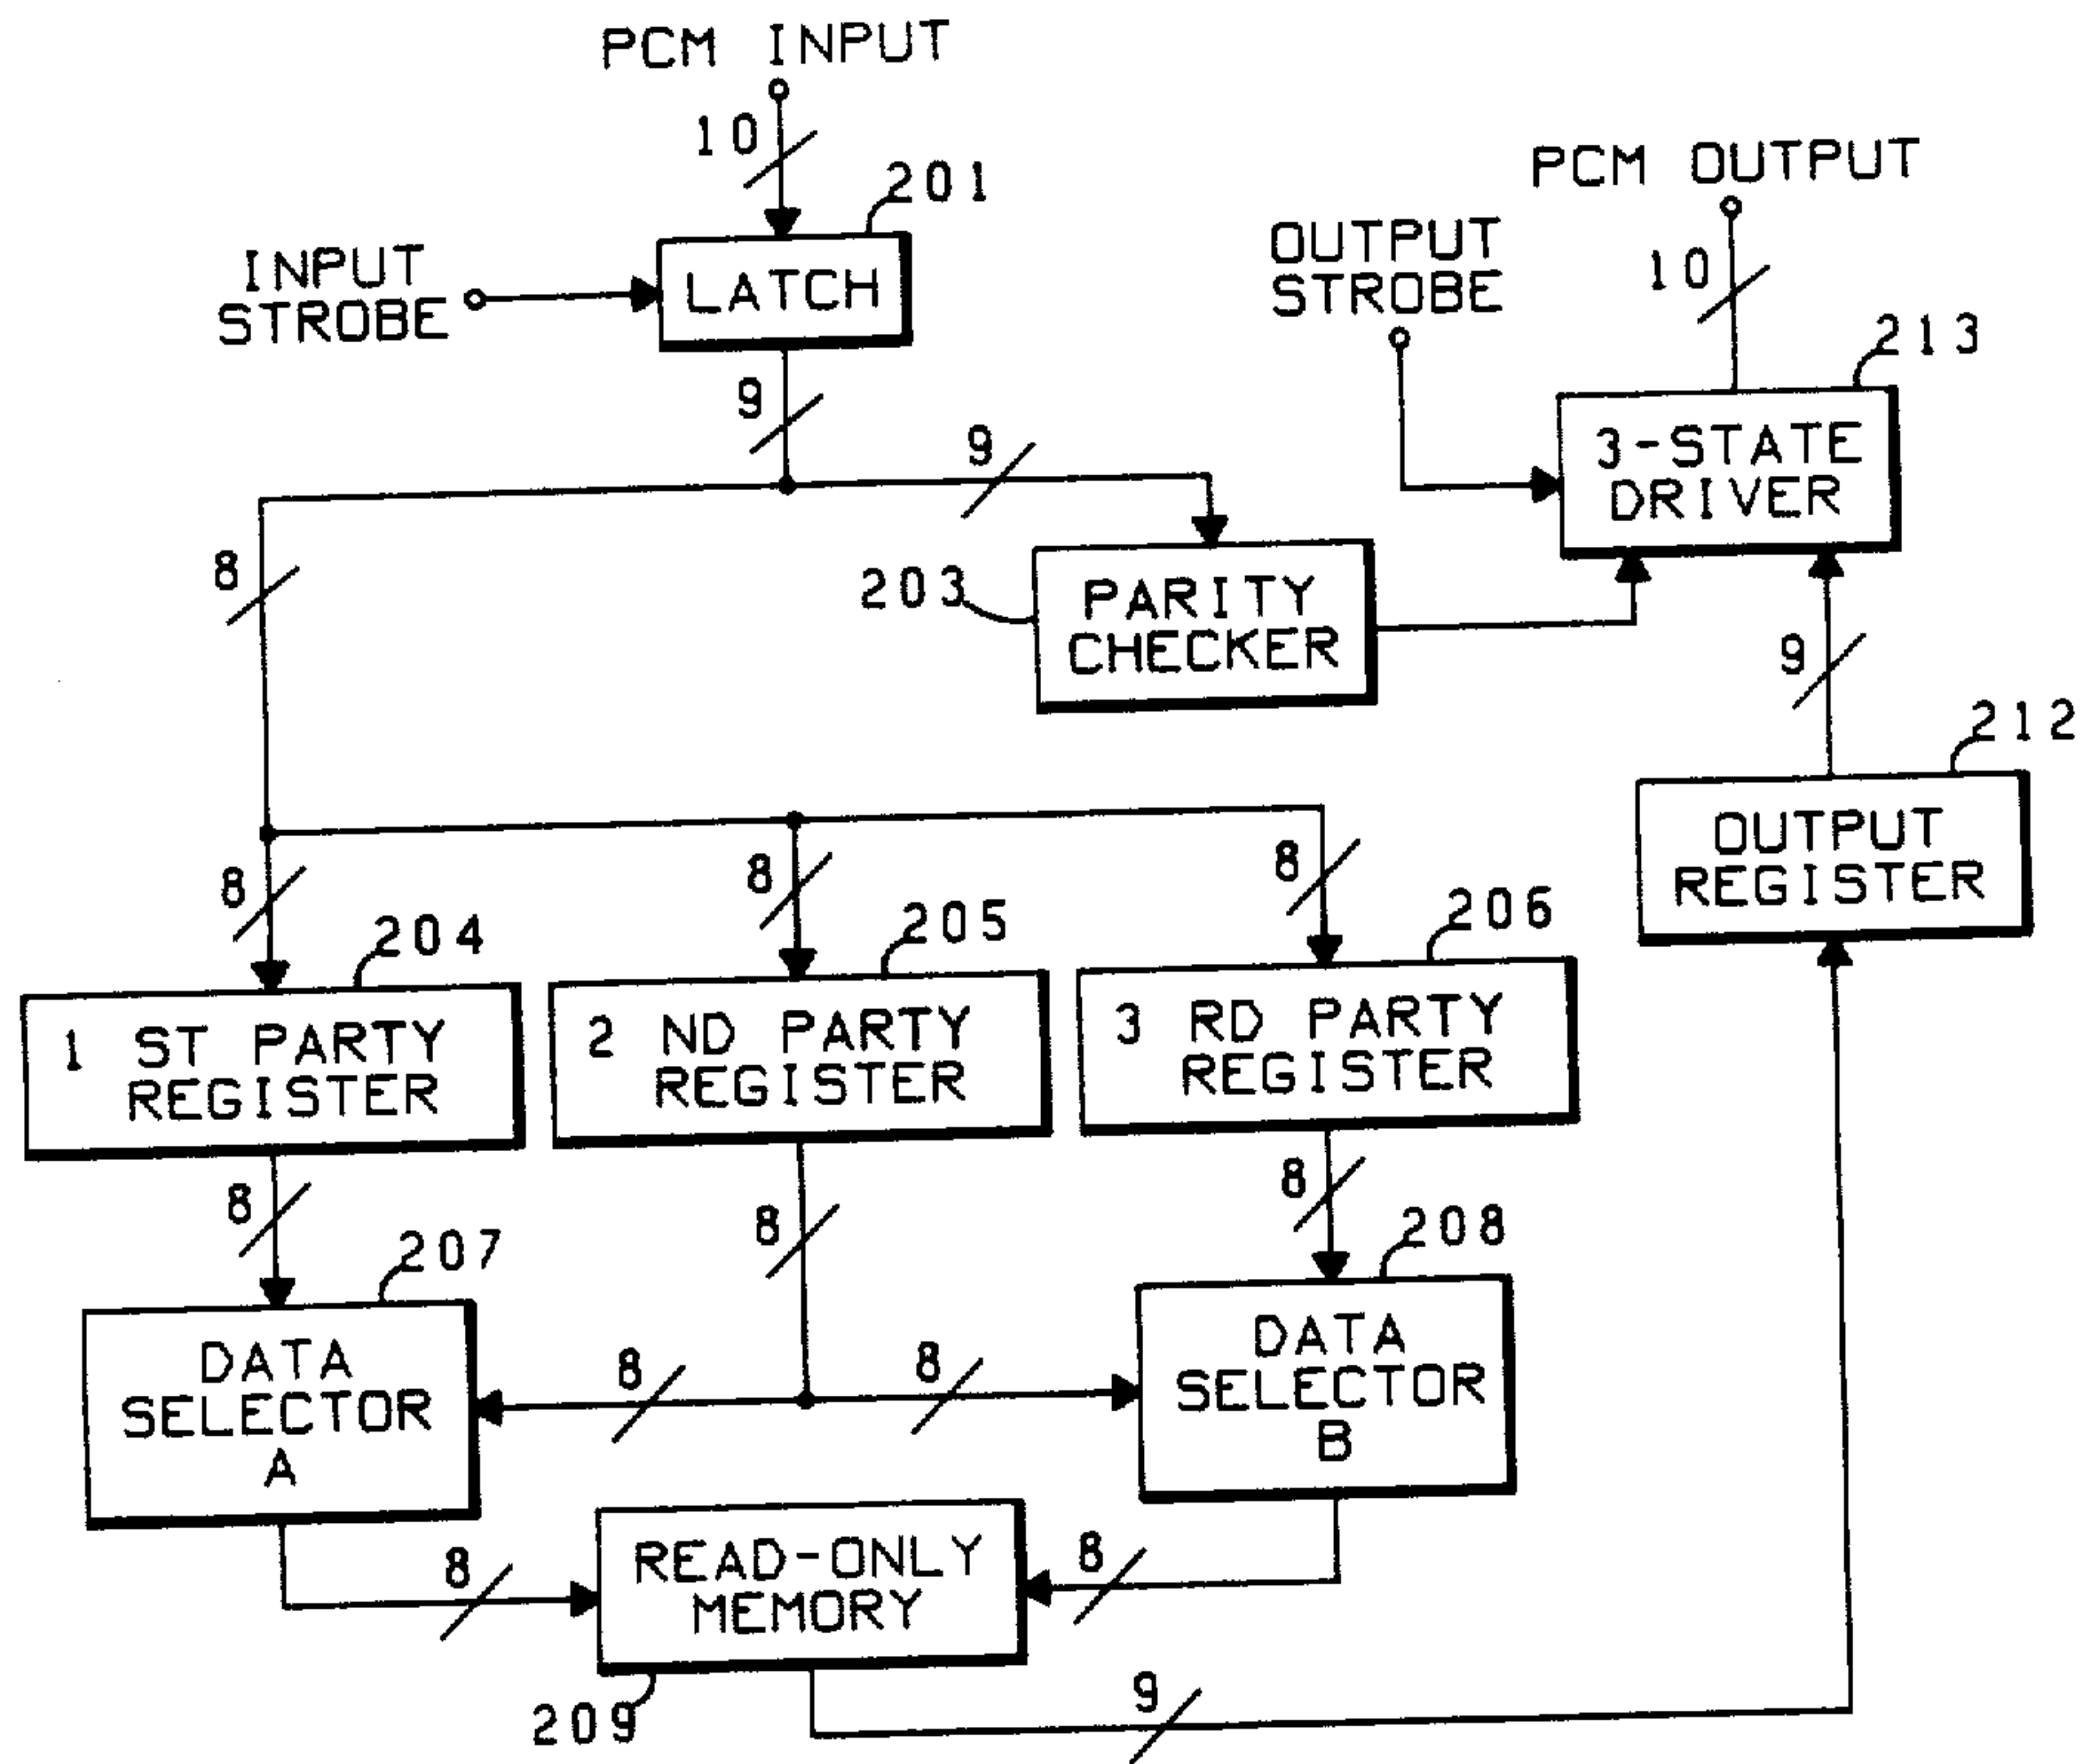 PCM INPUT
10
201
INPUT
STROBE
LATCH
9
9
PCM OUTPUT
OUTPUT
STROBE
10
213
3-STATE
DRIVER
8
203
PARITY
CHECKER
9
212
OUTPUT
REGISTER
8
8
8
204
205
206
1 ST PARTY
REGISTER
2 ND PARTY
REGISTER
3 RD PARTY
REGISTER
8
8
8
207
208
DATA
SELECTOR
A
8
8
DATA
SELECTOR
B
8
READ-ONLY
MEMORY
8
209
9